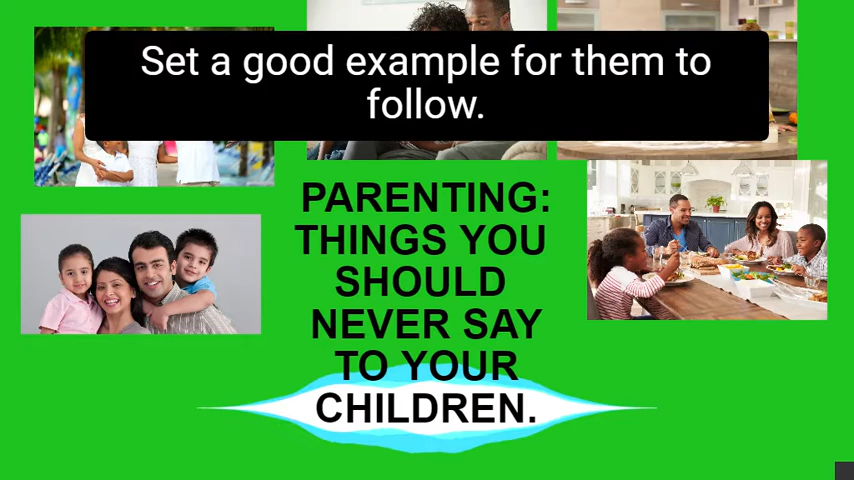 Set a good example for them to
follow.
PARENTING:
THINGS YOU
SHOULD
NEVER SAY
TO YOUR
CHILDREN.